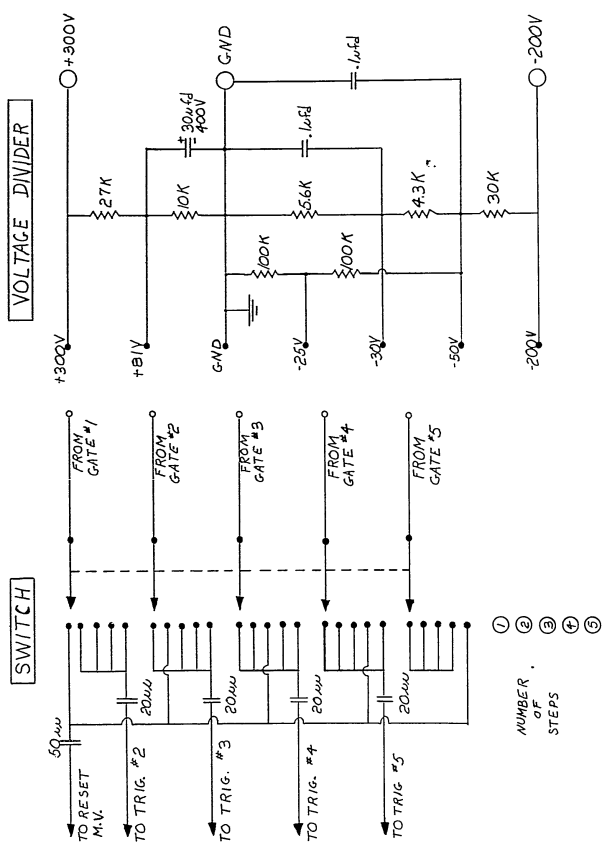 VOLTAGE DIVIDER
+300V
+300V
27K
+81V
10K
+30µfd
-400V
GND
GND
100K
5.6K
.1µfd
.1µfd
-25V
100K
-30V
4.3K
-50V
30K
-200V
-200V
SWITCH
FROM
GATE #1
FROM
GATE #2
FROM
GATE #3
FROM
GATE #4
FROM
GATE #5
50µµ
20µµ
20µµ
20µµ
20µµ
TO RESET
M.V.
TO TRIG. #2
TO TRIG. #3
TO TRIG. #4
TO TRIG #5
NUMBER
OF
STEPS
①
②
③
④
⑤